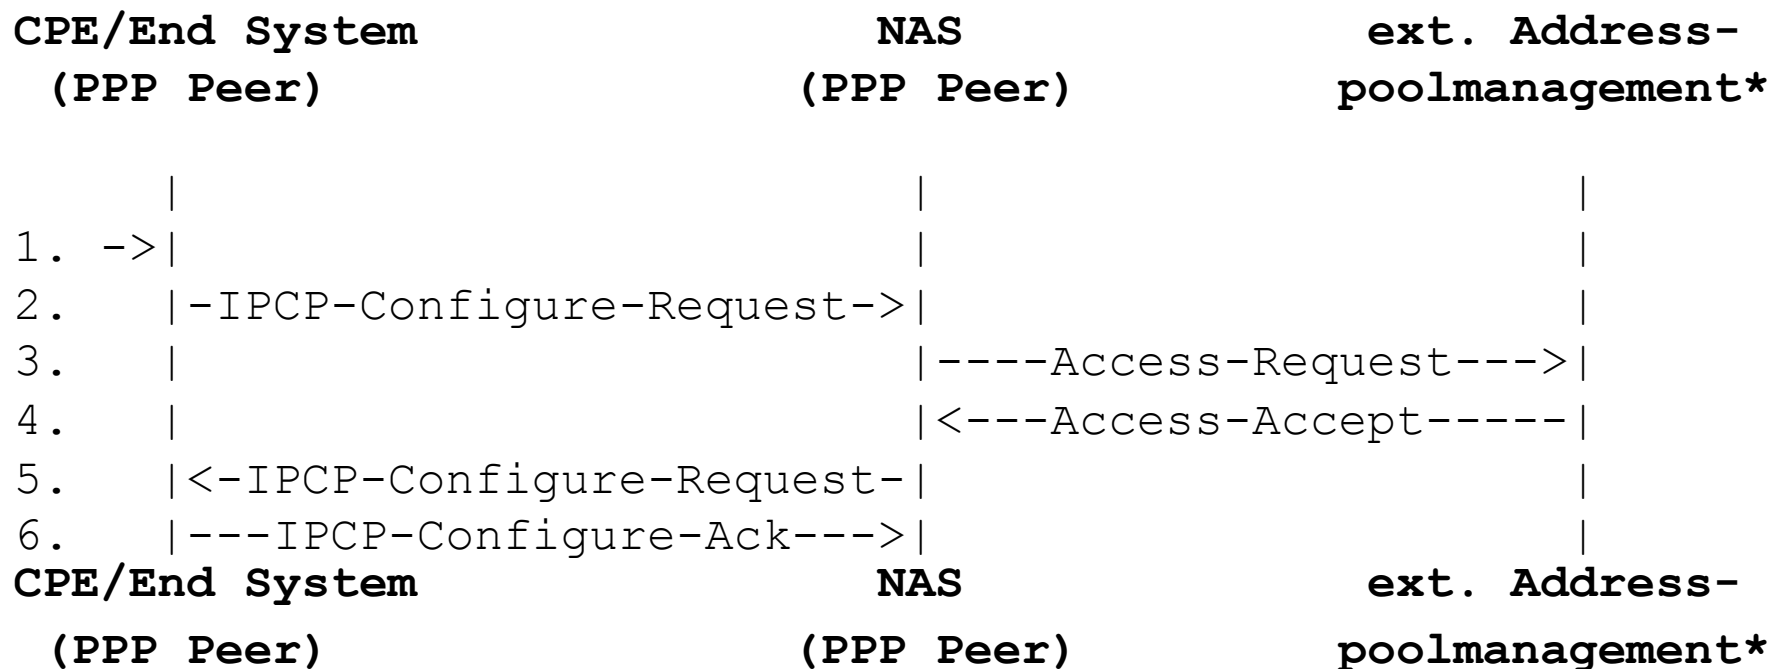 CPE/End System                  NAS               ext. Address-
 (PPP Peer)                 (PPP Peer)            poolmanagement*
     |                          |                       |
1. ->|                          |                       |
2.   |-IPCP-Configure-Request->|                       |
3.   |                          |----Access-Request--->|
4.   |                          |<---Access-Accept-----|
5.   |<-IPCP-Configure-Request-|                       |
6.   |---IPCP-Configure-Ack--->|                       |
CPE/End System                  NAS               ext. Address-
 (PPP Peer)                 (PPP Peer)            poolmanagement*